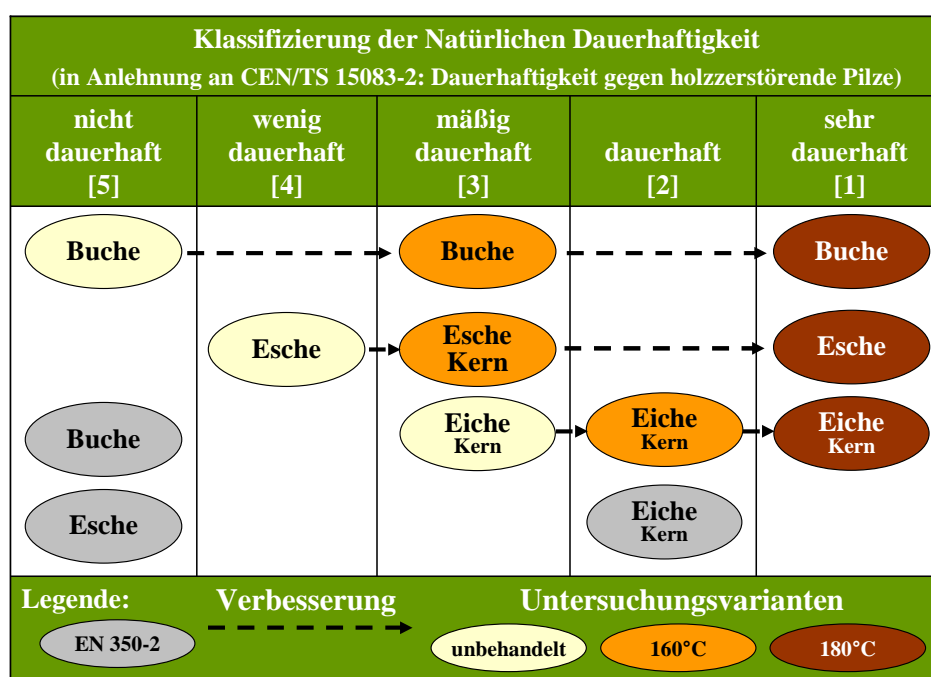 Klassifizierung der Natürlichen Dauerhaftigkeit
(in Anlehnung an CEN/TS 15083-2: Dauerhaftigkeit gegen holzzerstörende Pilze)
nicht
dauerhaft
[5]
wenig
dauerhaft
[4]
mäßig
dauerhaft
[3]
dauerhaft
[2]
sehr
dauerhaft
[1]
Buche
Buche
Buche
Esche
Esche
Kern
Esche
Buche
Eiche
Kern
Eiche
Kern
Eiche
Kern
Esche
Eiche
Kern
Legende:
EN 350-2
Verbesserung
Untersuchungsvarianten
unbehandelt
160°C
180°C